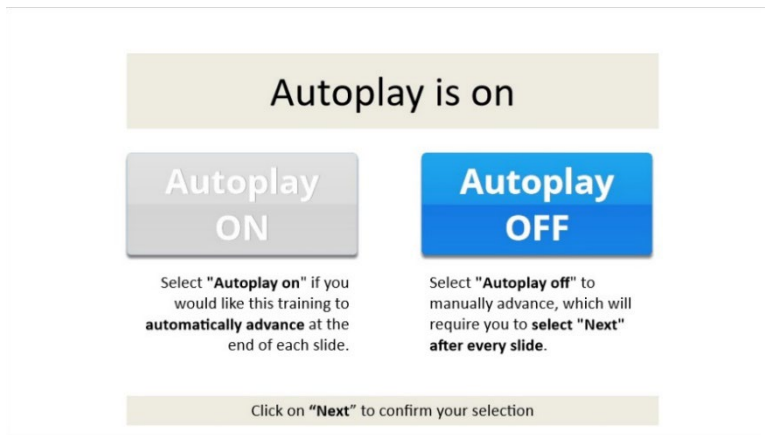 Autoplay is on
Autoplay
ON
Autoplay
OFF
Select "Autoplay on" if you
would like this training to
automatically advance at the
end of each slide.
Select "Autoplay off" to
manually advance, which will
require you to select "Next"
after every slide.
Click on “Next” to confirm your selection